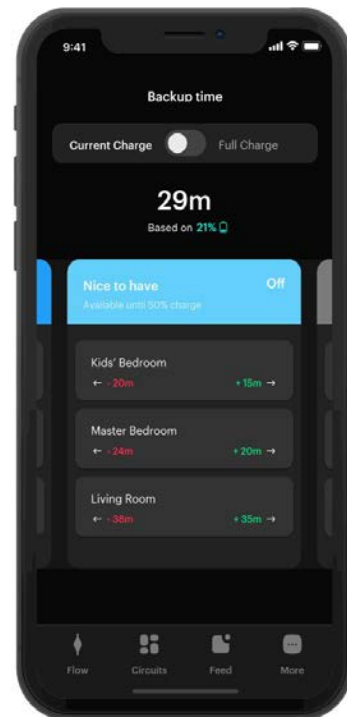 9:41
Backup time
Current Charge Full Charge
29m
Based on 21%
Nice to have Off
Available until 50% charge
Kids' Bedroom
← - 20m + 15m →
Master Bedroom
← - 24m + 20m →
Living Room
← - 38m + 35m →
Flow Circuits Feed More